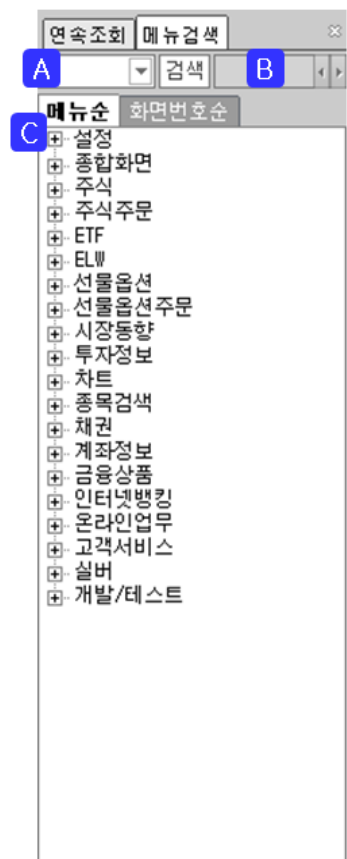 연속조회 메뉴검색
A 검색 B
메뉴순 화면번호순
C 설정
종합화면
주식
주식주문
ETF
ELW
선물옵션
선물옵션주문
시장동향
투자정보
차트
종목검색
채권
계좌정보
금융상품
인터넷뱅킹
온라인업무
고객서비스
실버
개발/테스트